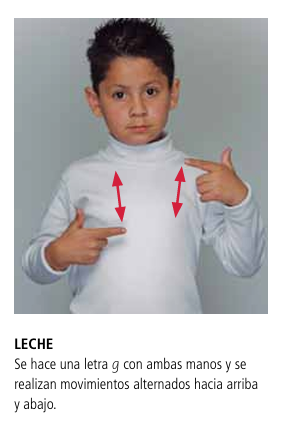 LECHE
Se hace una letra g con ambas manos y se
realizan movimientos alternados hacia arriba
y abajo.